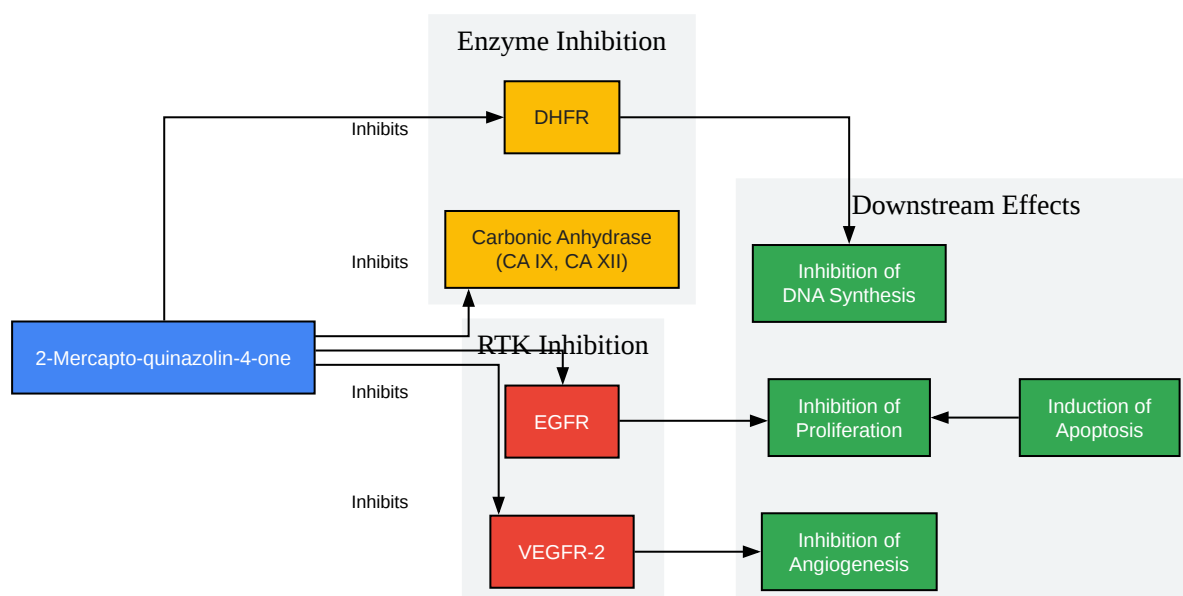 Enzyme Inhibition
DHFR
Inhibits
Carbonic Anhydrase
(CA IX, CA XII)
Inhibits
Downstream Effects
Inhibition of
DNA Synthesis
2-Mercapto-quinazolin-4-one
RTK Inhibition
Inhibits
EGFR
Inhibition of
Proliferation
Induction of
Apoptosis
Inhibits
VEGFR-2
Inhibition of
Angiogenesis